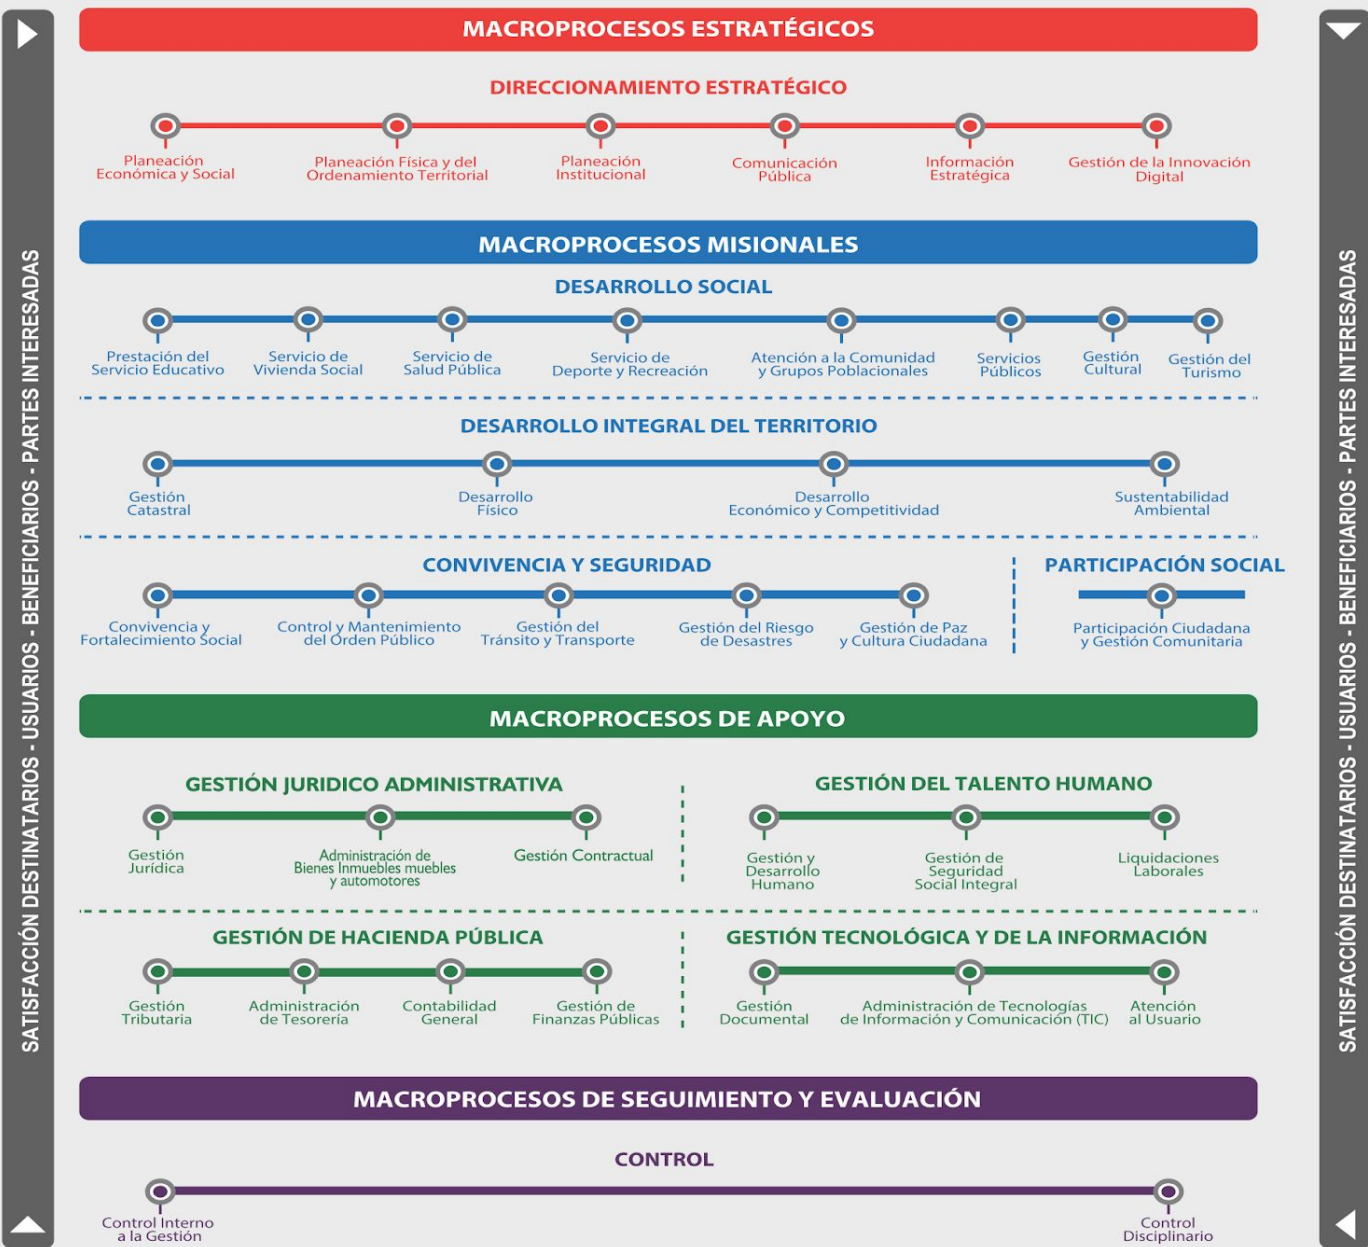 SATISFACCIÓN DESTINATARIOS - USUARIOS - BENEFICIARIOS - PARTES INTERESADAS
MACROPROCESOS ESTRATÉGICOS
DIRECCIONAMIENTO ESTRATÉGICO
Planeación
Económica y Social
Planeación Física y del
Ordenamiento Territorial
Planeación
Institucional
Comunicación
Pública
Información
Estratégica
Gestión de la Innovación
Digital
MACROPROCESOS MISIONALES
DESARROLLO SOCIAL
Prestación del
Servicio Educativo
Servicio de
Vivienda Social
Servicio de
Salud Pública
Servicio de
Deporte y Recreación
Atención a la Comunidad
y Grupos Poblacionales
Servicios
Públicos
Gestión
Cultural
Gestión del
Turismo
DESARROLLO INTEGRAL DEL TERRITORIO
Gestión
Catastral
Desarrollo
Físico
Desarrollo
Económico y Competitividad
Sustentabilidad
Ambiental
CONVIVENCIA Y SEGURIDAD
Convivencia y
Fortalecimiento Social
Control y Mantenimiento
del Orden Público
Gestión del
Tránsito y Transporte
Gestión del Riesgo
de Desastres
Gestión de Paz
y Cultura Ciudadana
PARTICIPACIÓN SOCIAL
Participación Ciudadana
y Gestión Comunitaria
MACROPROCESOS DE APOYO
GESTIÓN JURIDICO ADMINISTRATIVA
Gestión
Jurídica
Administración de
Bienes Inmuebles muebles
y automotores
Gestión Contractual
GESTIÓN DEL TALENTO HUMANO
Gestión y
Desarrollo
Humano
Gestión de
Seguridad
Social Integral
Liquidaciones
Laborales
GESTIÓN DE HACIENDA PÚBLICA
Gestión
Tributaria
Administración
de Tesorería
Contabilidad
General
Gestión de
Finanzas Públicas
GESTIÓN TECNOLÓGICA Y DE LA INFORMACIÓN
Gestión
Documental
Administración de Tecnologías
de Información y Comunicación (TIC)
Atención
al Usuario
MACROPROCESOS DE SEGUIMIENTO Y EVALUACIÓN
CONTROL
Control Interno
a la Gestión
Control
Disciplinario
SATISFACCIÓN DESTINATARIOS - USUARIOS - BENEFICIARIOS - PARTES INTERESADAS